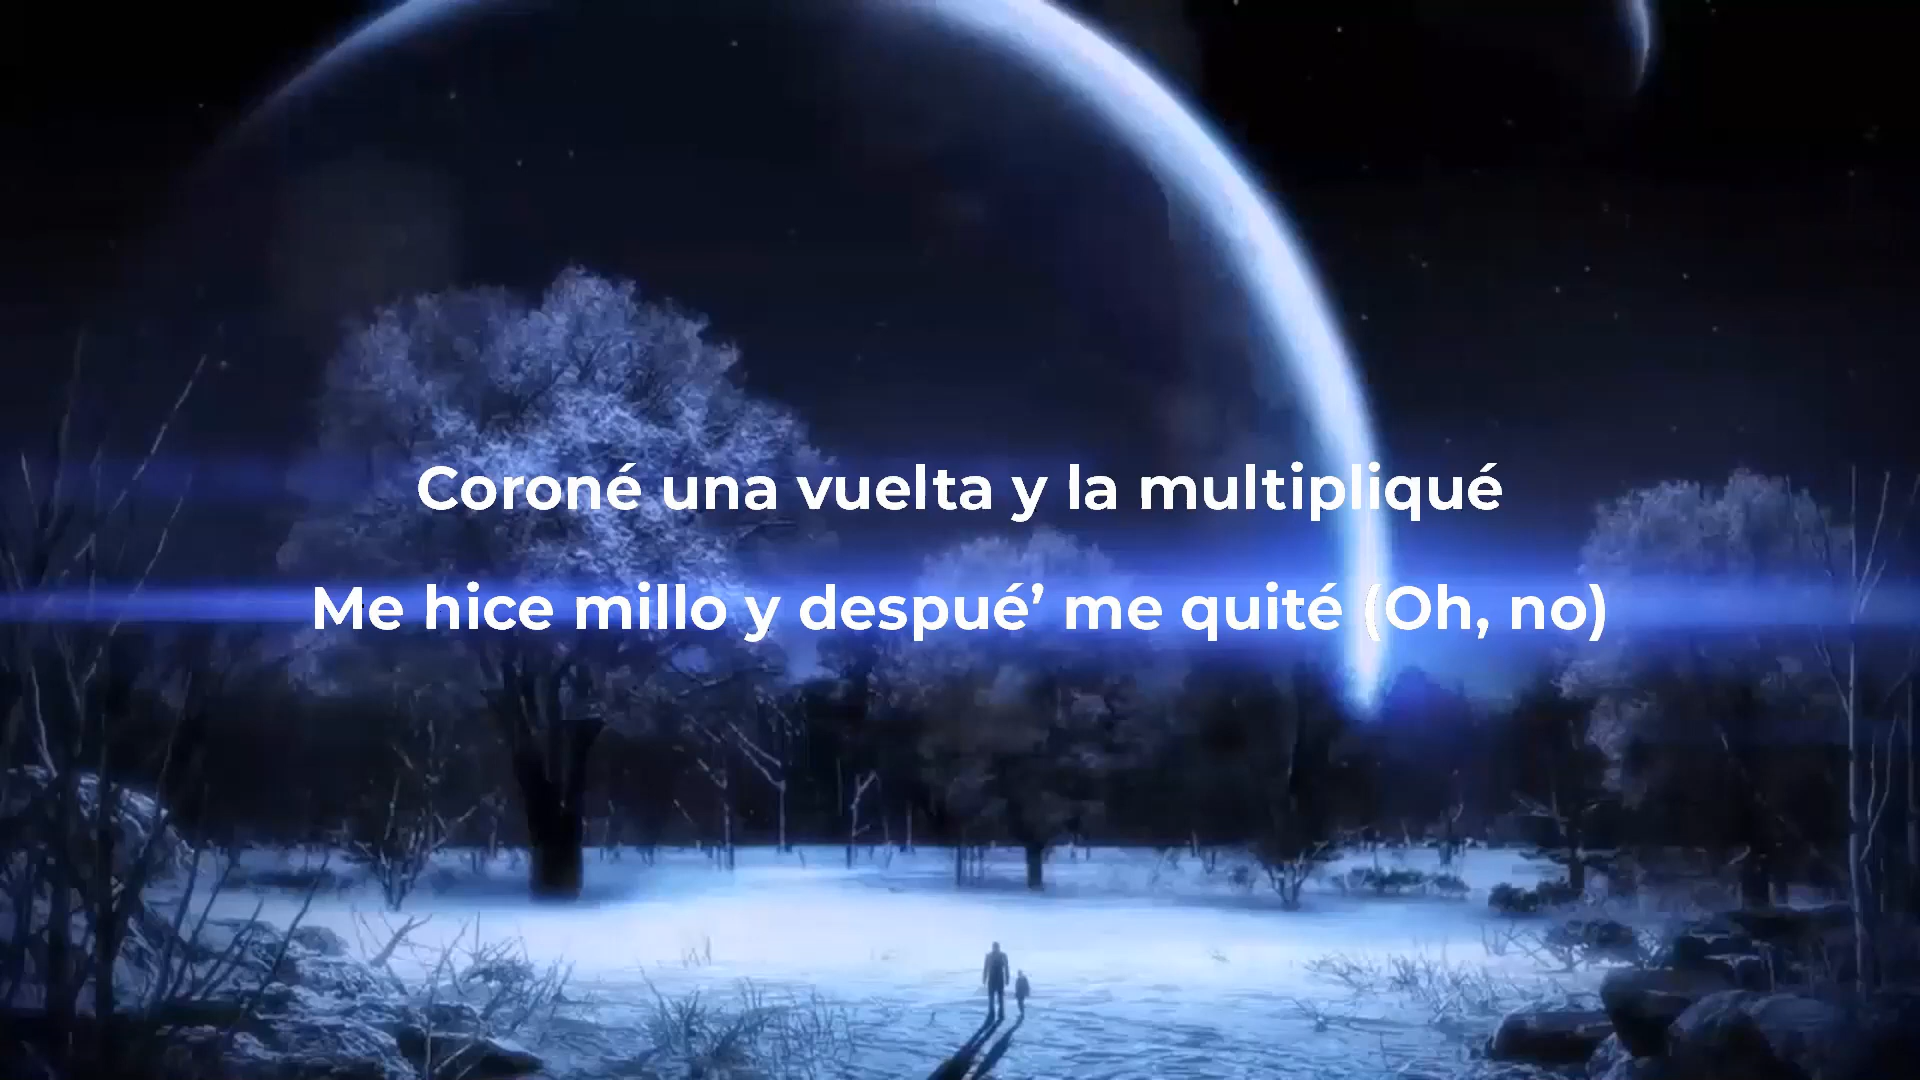 Coroné una vuelta y la multipliqué
Me hice millo y despué’ me quité (Oh, no)